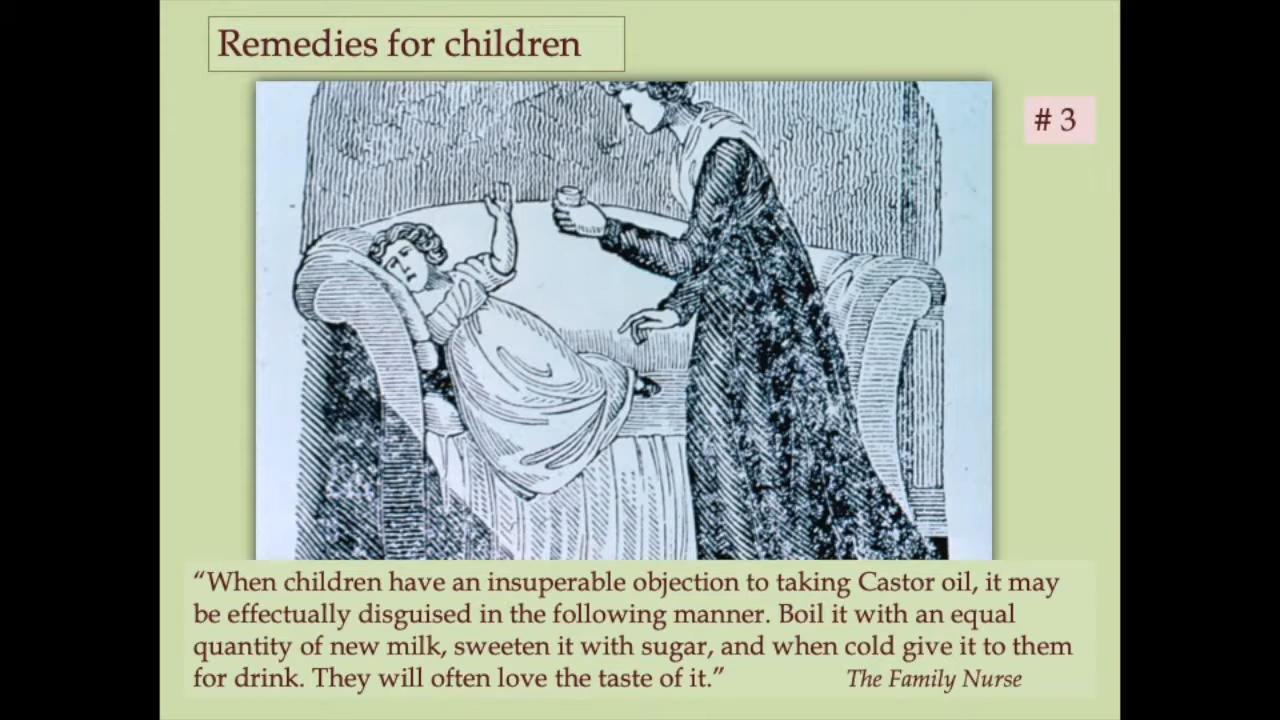 Remedies for children
# 3
“When children have an insuperable objection to taking Castor oil, it may
be effectually disguised in the following manner. Boil it with an equal
quantity of new milk, sweeten it with sugar, and when cold give it to them
for drink. They will often love the taste of it.” The Family Nurse